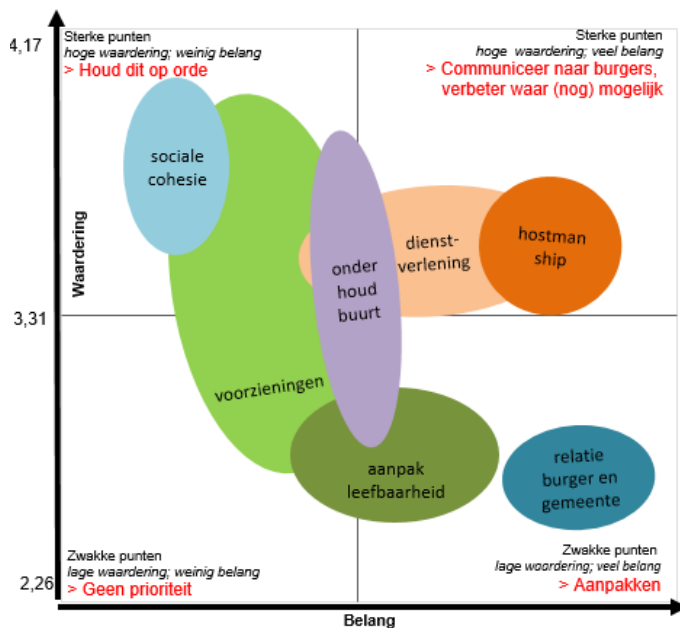 4,17
Sterke punten
hoge waardering; weinig belang
> Houd dit op orde
Sterke punten
hoge waardering; veel belang
> Communiceer naar burgers,
verbeter waar (nog) mogelijk
sociale
cohesie
Waardering
dienst-
verlening
hostman
ship
onder
houd
buurt
3,31
voorzieningen
aanpak
leefbaarheid
relatie
burger en
gemeente
Zwakke punten
lage waardering; weinig belang
> Geen prioriteit
Zwakke punten
lage waardering; veel belang
> Aanpakken
2,26
Belang